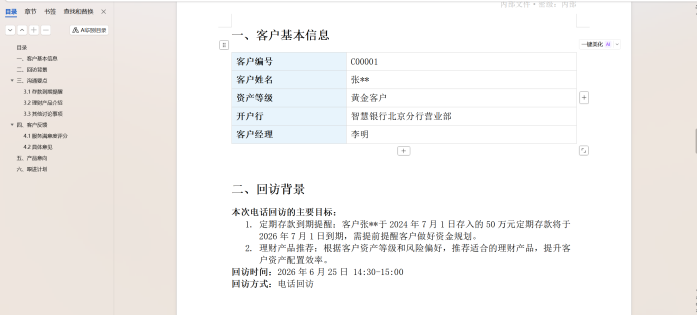 目录 章节 书签 查找和替换
AI识别目录
目录
一、客户基本信息
二、回访背景
三、沟通要点
3.1 存款到期提醒
3.2 理财产品介绍
3.3 其他讨论事项
四、客户反馈
4.1 服务满意度评分
4.2 具体意见
五、产品意向
六、跟进计划
内部文件·密级：内部
一、客户基本信息
一键美化 AI
客户编号 C00001
客户姓名 张**
资产等级 黄金客户
开户行 智慧银行北京分行营业部
客户经理 李明
二、回访背景
本次电话回访的主要目标：
1. 定期存款到期提醒：客户张**于 2024 年 7 月 1 日存入的 50 万元定期存款将于
2026 年 7 月 1 日到期，需提前提醒客户做好资金规划。
2. 理财产品推荐：根据客户资产等级和风险偏好，推荐适合的理财产品，提升客
户资产配置效率。
回访时间：2026 年 6 月 25 日 14:30-15:00
回访方式：电话回访